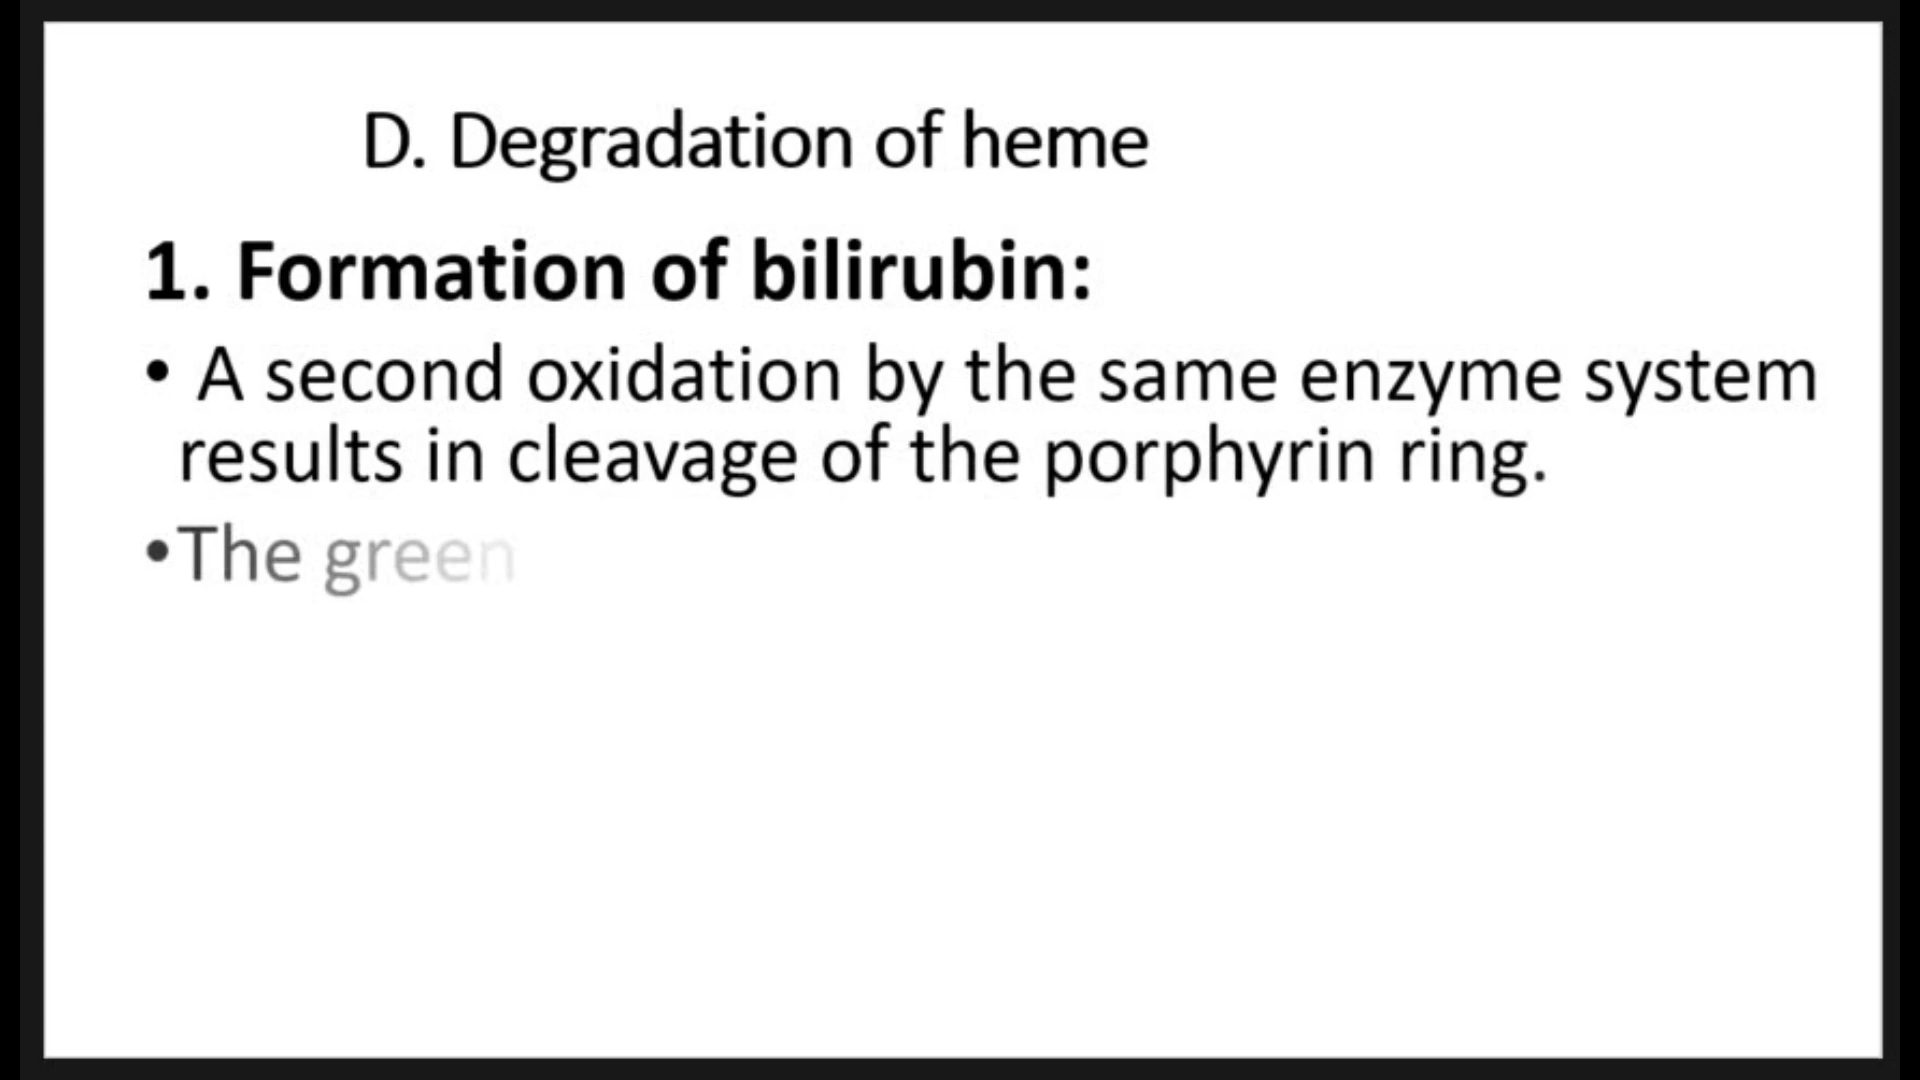 D. Degradation of heme
1. Formation of bilirubin:
• A second oxidation by the same enzyme system
results in cleavage of the porphyrin ring.
•The green